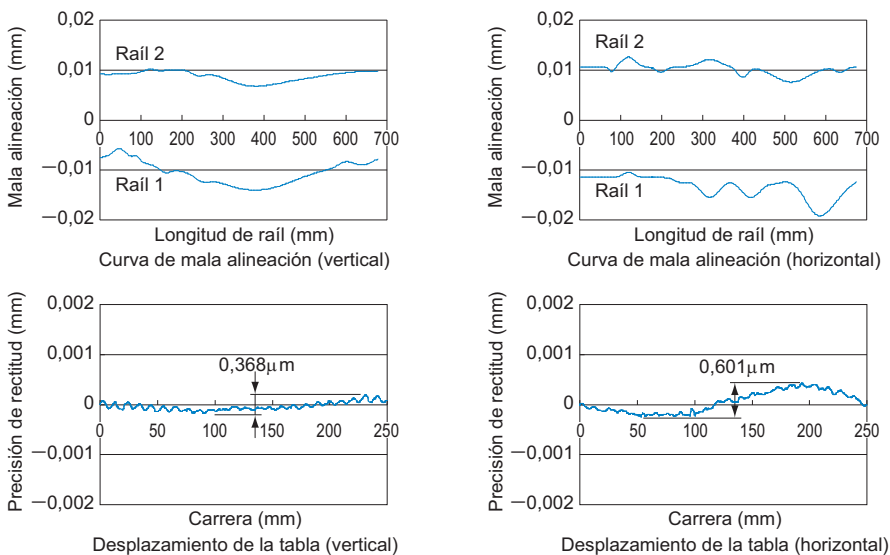 Mala alineación (mm)
0,02
0,01
0
−0,01
−0,02
Raíl 2
0 100 200 300 400 500 600 700
Raíl 1
Longitud de raíl (mm)
Curva de mala alineación (vertical)
Mala alineación (mm)
0,02
0,01
0
−0,01
−0,02
Raíl 2
0 100 200 300 400 500 600 700
Raíl 1
Longitud de raíl (mm)
Curva de mala alineación (horizontal)
Precisión de rectitud (mm)
0,002
0,001
0
−0,001
−0,002
0,368μm
0 50 100 150 200 250
Carrera (mm)
Desplazamiento de la tabla (vertical)
Precisión de rectitud (mm)
0,002
0,001
0
−0,001
−0,002
0,601μm
0 50 100 150 200 250
Carrera (mm)
Desplazamiento de la tabla (horizontal)